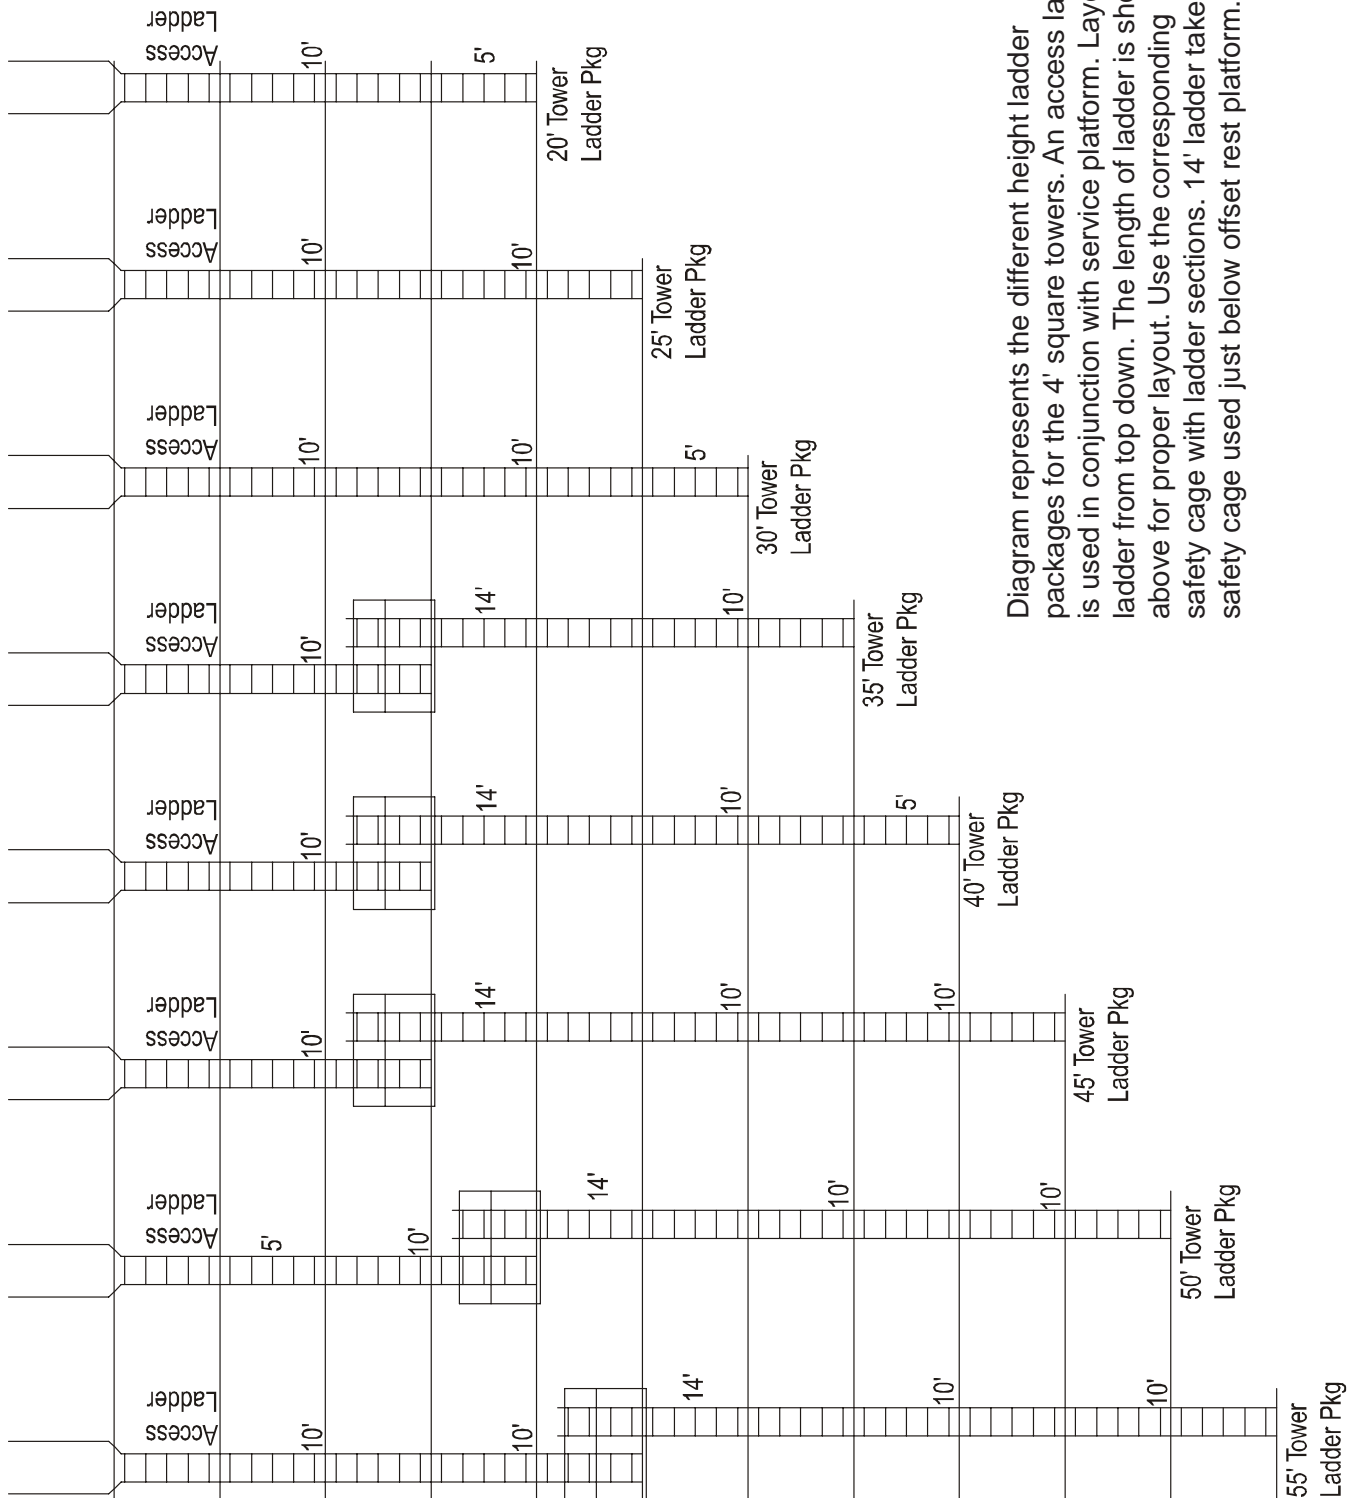 Access
Ladder
10'
5'
20' Tower
Ladder Pkg
Access
Ladder
10'
10'
25' Tower
Ladder Pkg
Access
Ladder
10'
10'
5'
30' Tower
Ladder Pkg
Access
Ladder
10'
14'
10'
35' Tower
Ladder Pkg
Access
Ladder
10'
14'
10'
5'
40' Tower
Ladder Pkg
Access
Ladder
10'
14'
10'
10'
45' Tower
Ladder Pkg
Access
Ladder
5'
10'
14'
10'
10'
50' Tower
Ladder Pkg
Access
Ladder
10'
10'
14'
10'
10'
55' Tower
Ladder Pkg
Diagram represents the different height ladder
packages for the 4' square towers. An access la
is used in conjunction with service platform. Lay
ladder from top down. The length of ladder is sho
above for proper layout. Use the corresponding
safety cage with ladder sections. 14' ladder take
safety cage used just below offset rest platform.